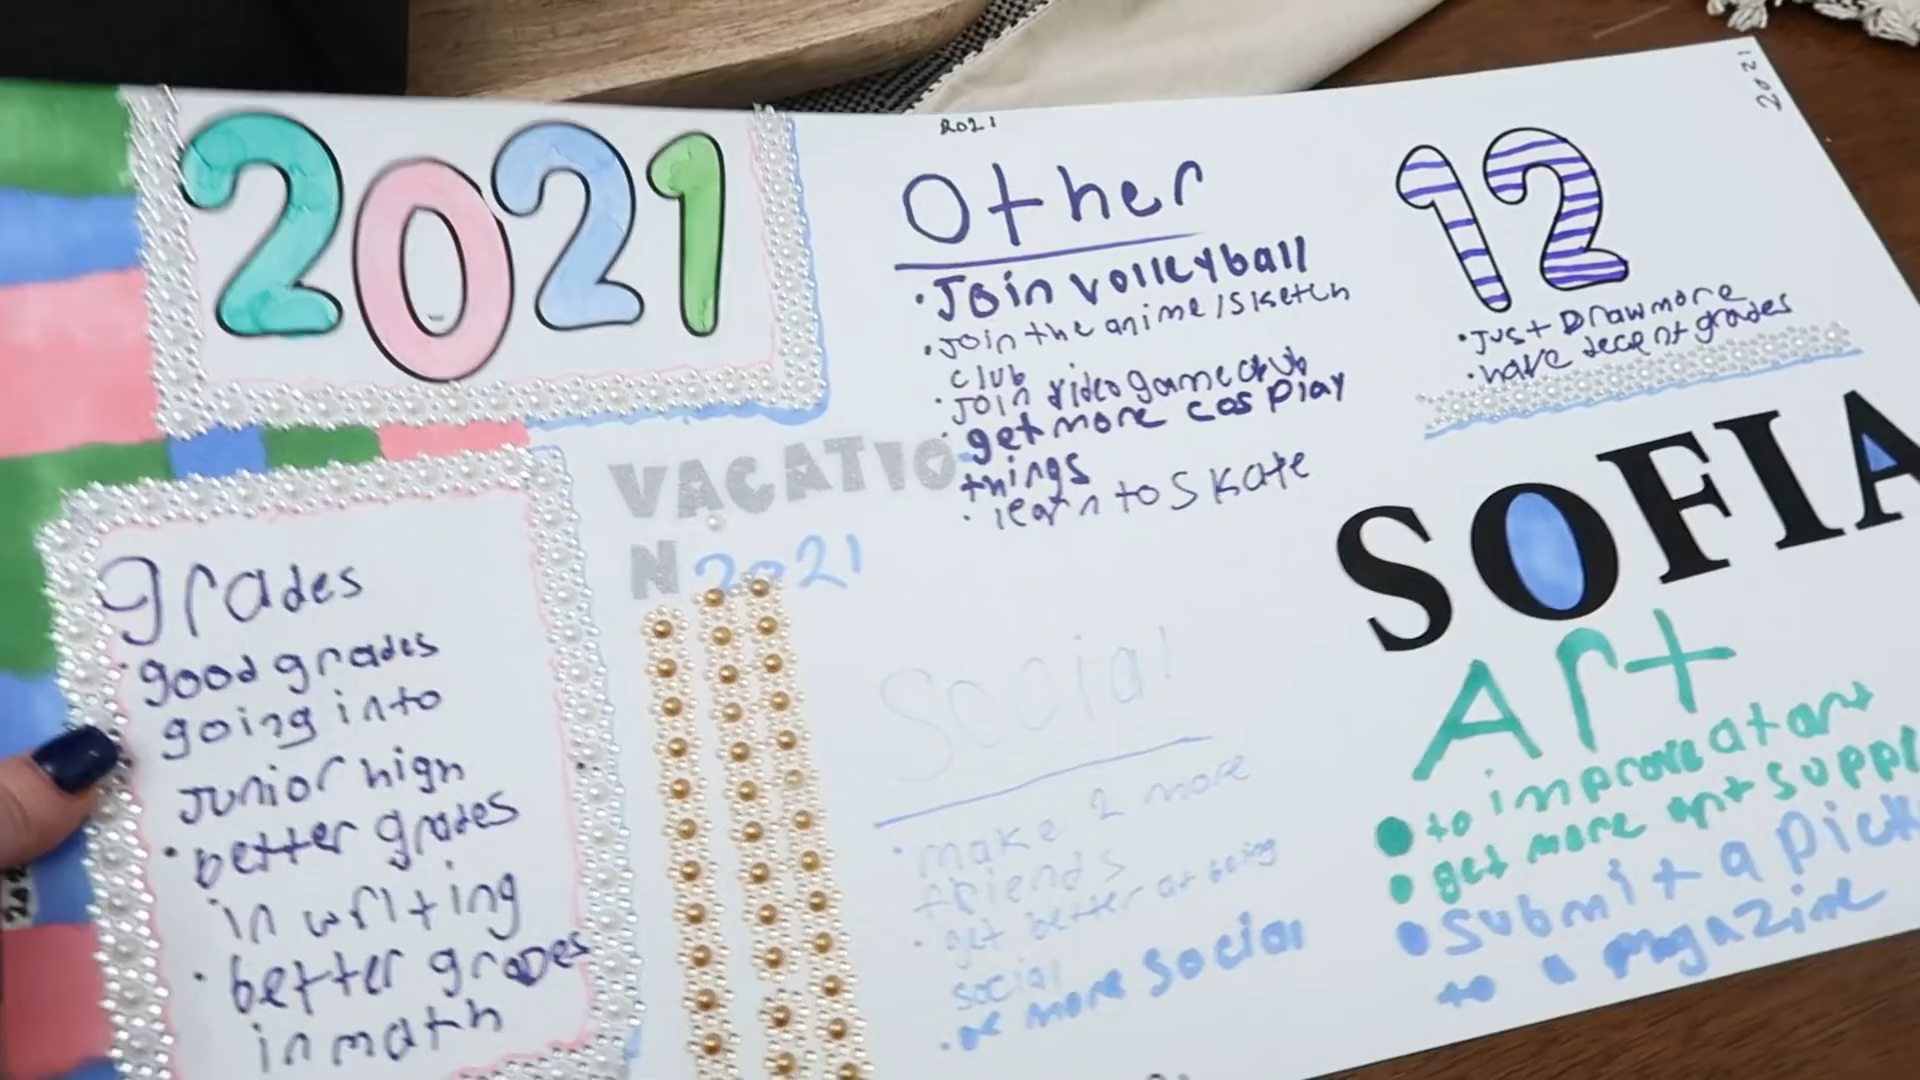 2021
grades
good grades
going into
Junior high
better grades
in writing
better grades
in math
VACATIO
N 2021
2021
Other
Join volleyball
Join the anime/sketch
club
Join video game club
get more cosplay
things
learn to skate
Social
make 2 more
friends
get better at being
social
be more Social
2021
12
Just Draw more
have decent grades
SOFIA
Art
to improve at art
get more art suppl
submit a pict
to a magazine